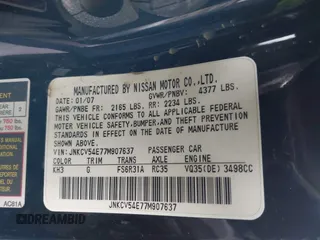 MANUFACTURED BY NISSAN MOTOR CO.,LTD.
DATE: 01/07 GVWR/PNBV: 4377 LBS.
GAWR/PNBE FR: 2165 LBS. RR: 2234 LBS.
THIS VEHICLE CONFORMS TO ALL APPLICABLE FEDERAL
MOTOR VEHICLE SAFETY, BUMPER, AND THEFT PREVENTION
STANDARDS IN EFFECT ON THE DATE OF MANUFACTURE
SHOWN ABOVE.
VIN: JNKCV54E77M907637 PASSENGER CAR
COLOR TRIM TRANS AXLE ENGINE
KH3 G FS6R31A RC35 VQ35(DE) 3498CC
JNKCV54E77M907637
AC81A
© AUTOBIDMASTER